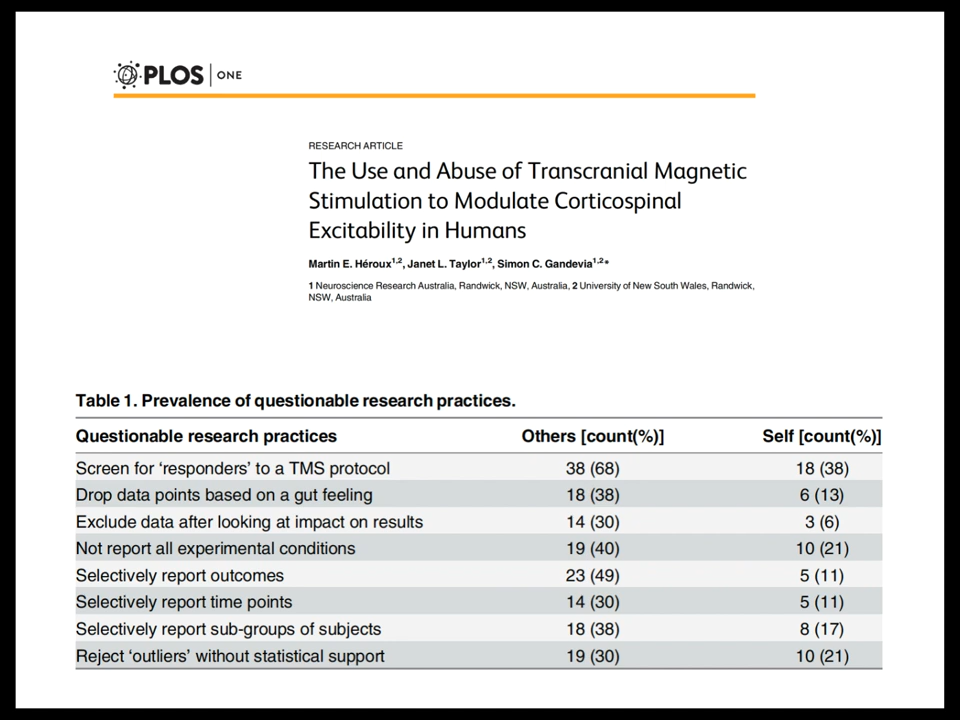 PLOS | ONE
RESEARCH ARTICLE
The Use and Abuse of Transcranial Magnetic
Stimulation to Modulate Corticospinal
Excitability in Humans
Martin E. Héroux1,2, Janet L. Taylor1,2, Simon C. Gandevia1,2*
1 Neuroscience Research Australia, Randwick, NSW, Australia, 2 University of New South Wales, Randwick,
NSW, Australia
Table 1. Prevalence of questionable research practices.
Questionable research practices Others [count(%)] Self [count(%)]
Screen for ‘responders’ to a TMS protocol 38 (68) 18 (38)
Drop data points based on a gut feeling 18 (38) 6 (13)
Exclude data after looking at impact on results 14 (30) 3 (6)
Not report all experimental conditions 19 (40) 10 (21)
Selectively report outcomes 23 (49) 5 (11)
Selectively report time points 14 (30) 5 (11)
Selectively report sub-groups of subjects 18 (38) 8 (17)
Reject ‘outliers’ without statistical support 19 (30) 10 (21)